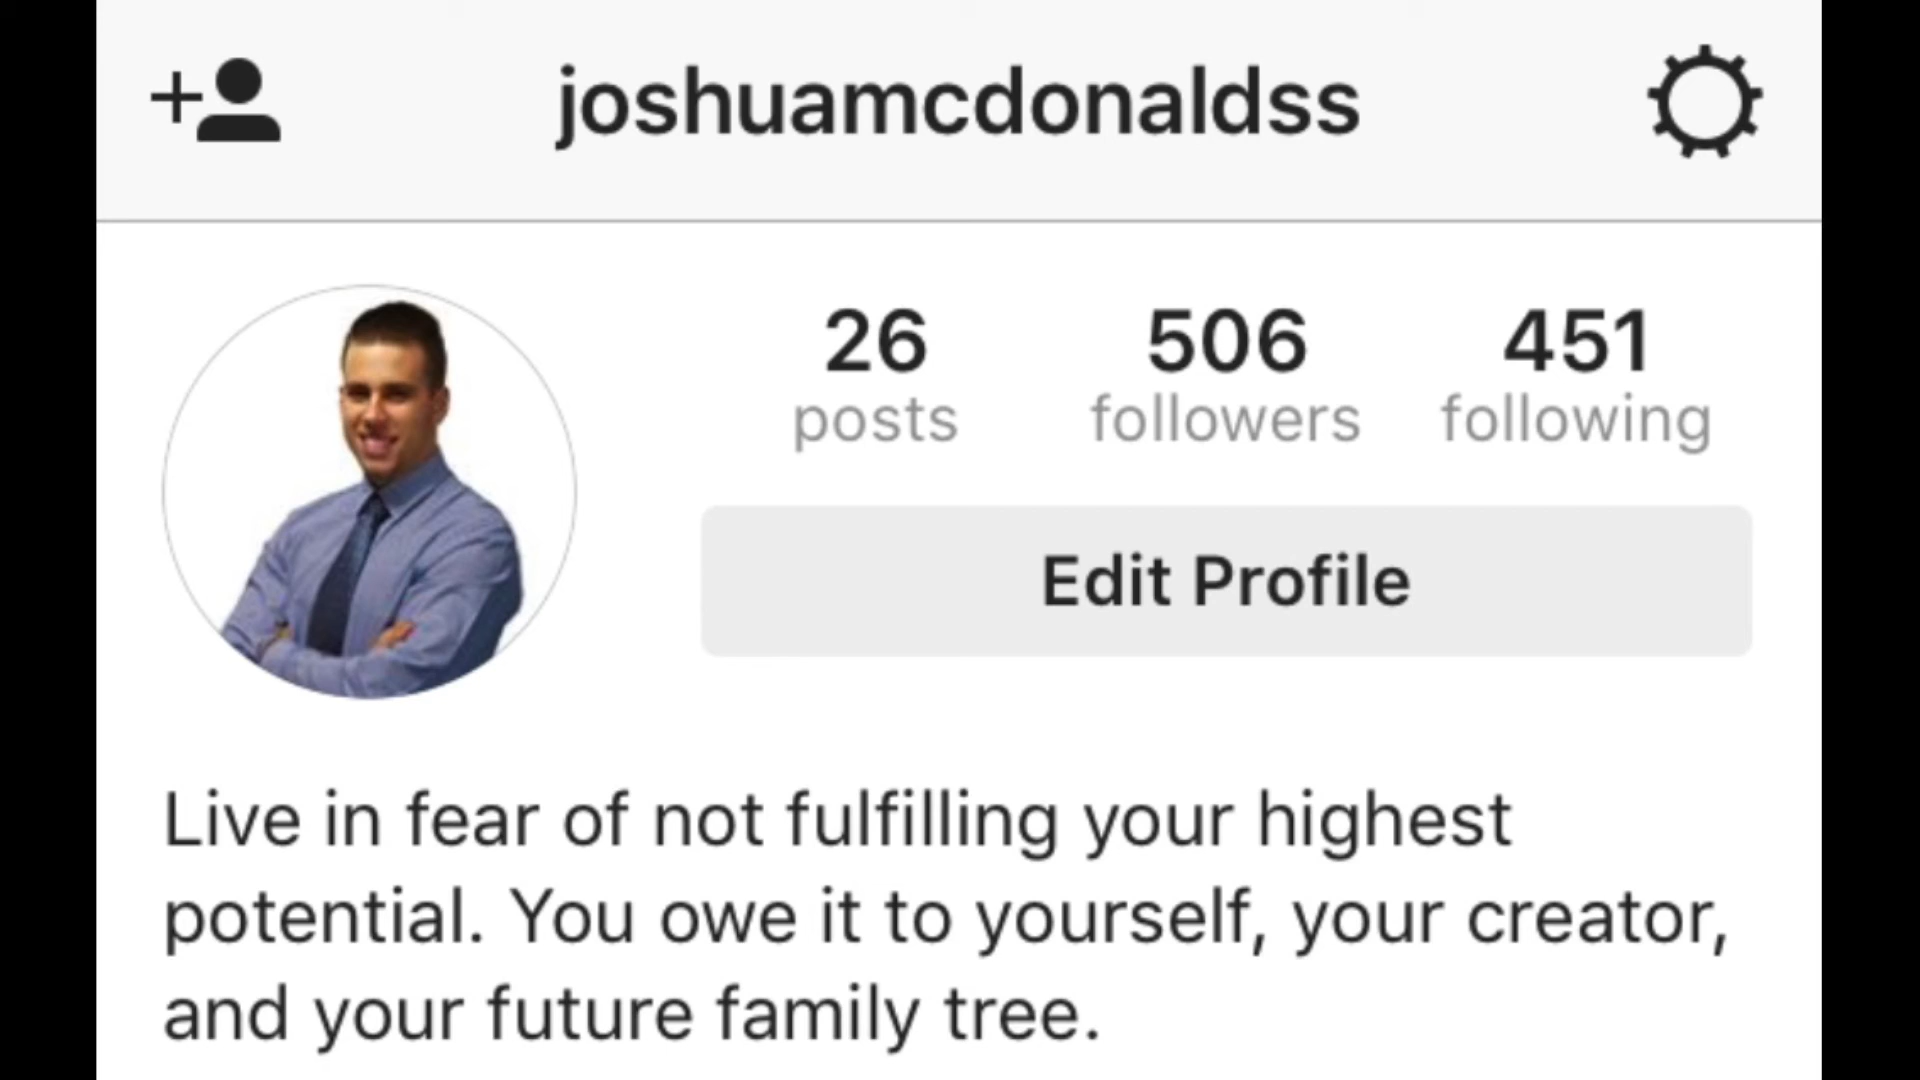 joshuamcdonaldss
26 506 451
posts followers following
Edit Profile
Live in fear of not fulfilling your highest
potential. You owe it to yourself, your creator,
and your future family tree.